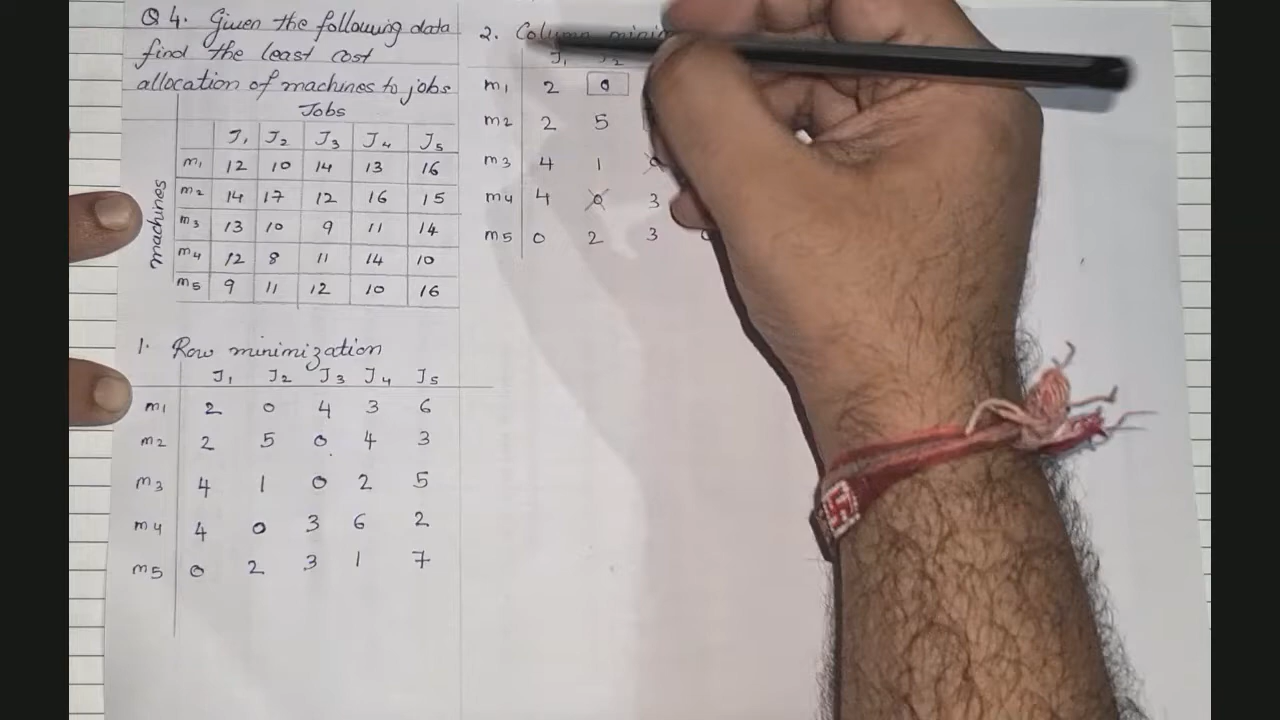 Q 4. Given the following data
find the least cost
allocation of machines to jobs
Jobs
machines
J1 J2 J3 J4 J5
m1 12 10 14 13 16
m2 14 17 12 16 15
m3 13 10 9 11 14
m4 12 8 11 14 10
m5 9 11 12 10 16
1. Row minimization
J1 J2 J3 J4 J5
m1 2 0 4 3 6
m2 2 5 0 4 3
m3 4 1 0 2 5
m4 4 0 3 6 2
m5 0 2 3 1 7
2. Column
J1 J2
m1 2 0
m2 2 5
m3 4 1 0
m4 4 0 3
m5 0 2 3